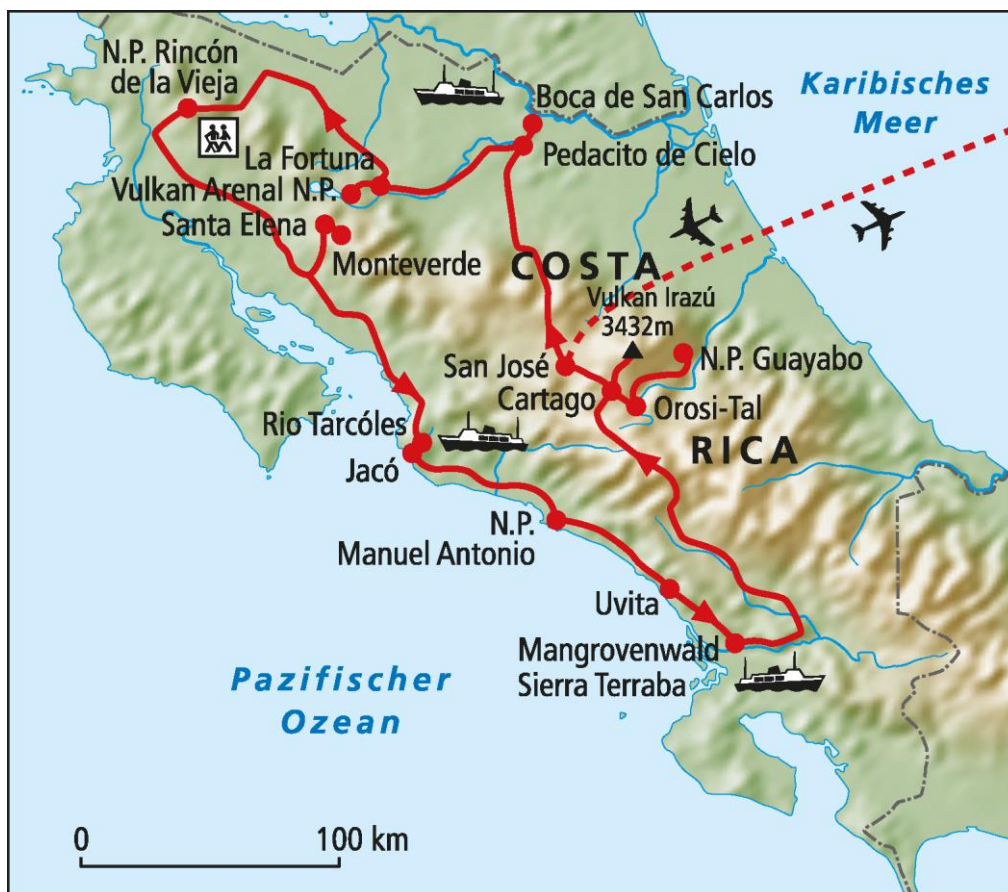 N.P. Rincón
de la Vieja
Boca de San Carlos
Karibisches
Meer
Pedacito de Cielo
La Fortuna
Vulkan Arenal N.P.
Santa Elena
Monteverde
COSTA
Vulkan Irazú
3432m
San José
N.P. Guayabo
Cartago
Orosi-Tal
Rio Tarcóles
RICA
Jacó
N.P.
Manuel Antonio
Uvita
Mangrovenwald
Sierra Terraba
Pazifischer
Ozean
0 100 km